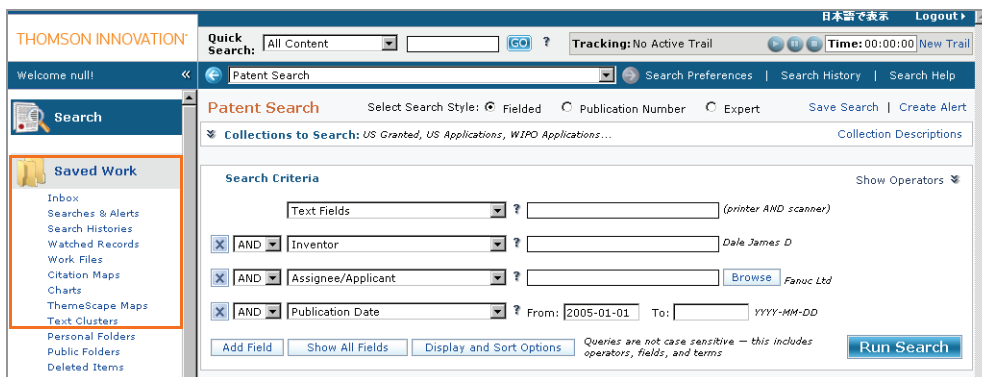 日本語で表示 Logout
THOMSON INNOVATION
Quick Search: All Content GO ? Tracking: No Active Trail Time: 00:00:00 New Trail
Welcome null! «
Patent Search Search Preferences | Search History | Search Help
Search
Patent Search Select Search Style: Fielded Publication Number Expert Save Search | Create Alert
Collections to Search: US Granted, US Applications, WIPO Applications... Collection Descriptions
Saved Work
Inbox
Searches & Alerts
Search Histories
Watched Records
Work Files
Citation Maps
Charts
ThemeScape Maps
Text Clusters
Personal Folders
Public Folders
Deleted Items
Search Criteria
Show Operators
Text Fields ? (printer AND scanner)
X AND Inventor ? Dale James D
X AND Assignee/Applicant ? Browse Fanuc Ltd
X AND Publication Date ? From: 2005-01-01 To: YYYY-MM-DD
Add Field Show All Fields Display and Sort Options
Queries are not case sensitive — this includes
operators, fields, and terms
Run Search